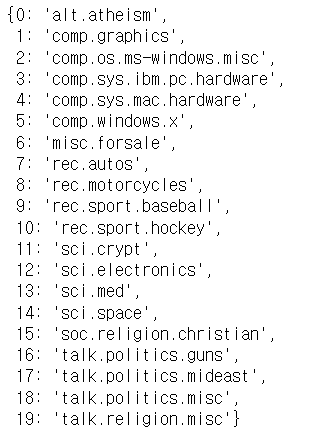 {0: 'alt.atheism',
1: 'comp.graphics',
2: 'comp.os.ms-windows.misc',
3: 'comp.sys.ibm.pc.hardware',
4: 'comp.sys.mac.hardware',
5: 'comp.windows.x',
6: 'misc.forsale',
7: 'rec.autos',
8: 'rec.motorcycles',
9: 'rec.sport.baseball',
10: 'rec.sport.hockey',
11: 'sci.crypt',
12: 'sci.electronics',
13: 'sci.med',
14: 'sci.space',
15: 'soc.religion.christian',
16: 'talk.politics.guns',
17: 'talk.politics.mideast',
18: 'talk.politics.misc',
19: 'talk.religion.misc'}